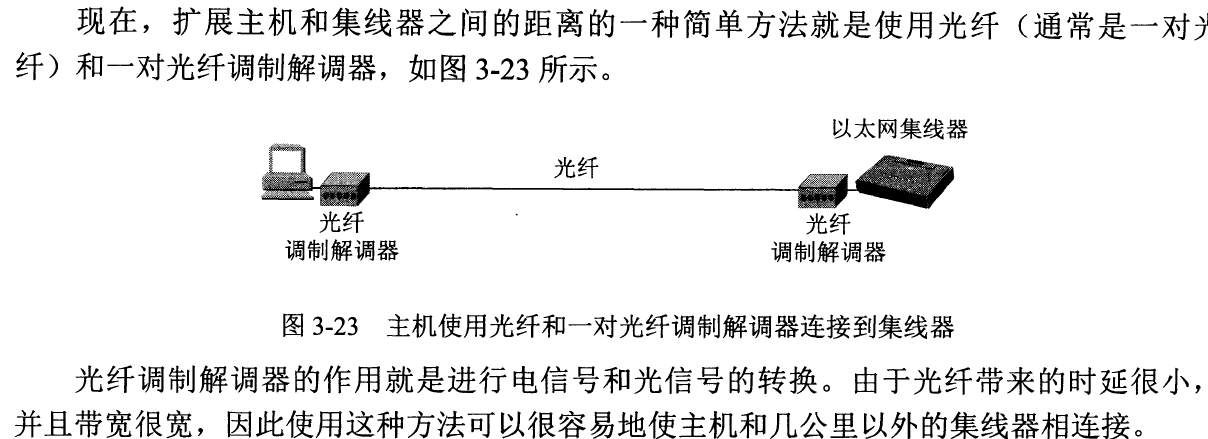 现在，扩展主机和集线器之间的距离的一种简单方法就是使用光纤（通常是一对光
纤）和一对光纤调制解调器，如图 3-23 所示。
以太网集线器
光纤
光纤
调制解调器
光纤
调制解调器
图 3-23 主机使用光纤和一对光纤调制解调器连接到集线器
光纤调制解调器的作用就是进行电信号和光信号的转换。由于光纤带来的时延很小，
并且带宽很宽，因此使用这种方法可以很容易地使主机和几公里以外的集线器相连接。